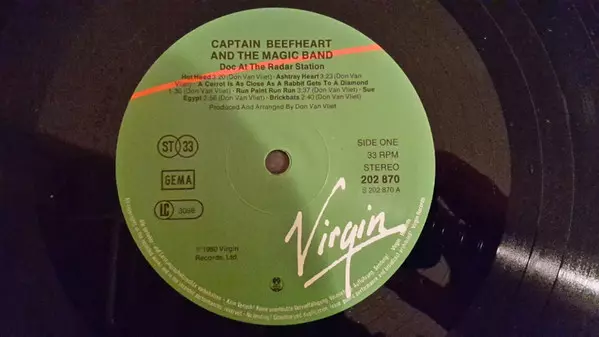 CAPTAIN BEEFHEART
AND THE MAGIC BAND
Doc At The Radar Station
Hot Head 3:20 (Don Van Vliet) · Ashtray Heart 3:23 (Don Van
Vliet) · A Carrot Is As Close As A Rabbit Gets To A Diamond
1:36 (Don Van Vliet) · Run Paint Run Run 3:37 (Don Van Vliet) · Sue
Egypt 2:56 (Don Van Vliet) · Brickbats 2:40 (Don Van Vliet)
Produced and Arranged by Don Van Vliet
ST 33
GEMA
LC 3098
SIDE ONE
33 RPM
STEREO
202 870
S 202 870 A
Ⓟ 1980 Virgin
Records, Ltd.
Virgin